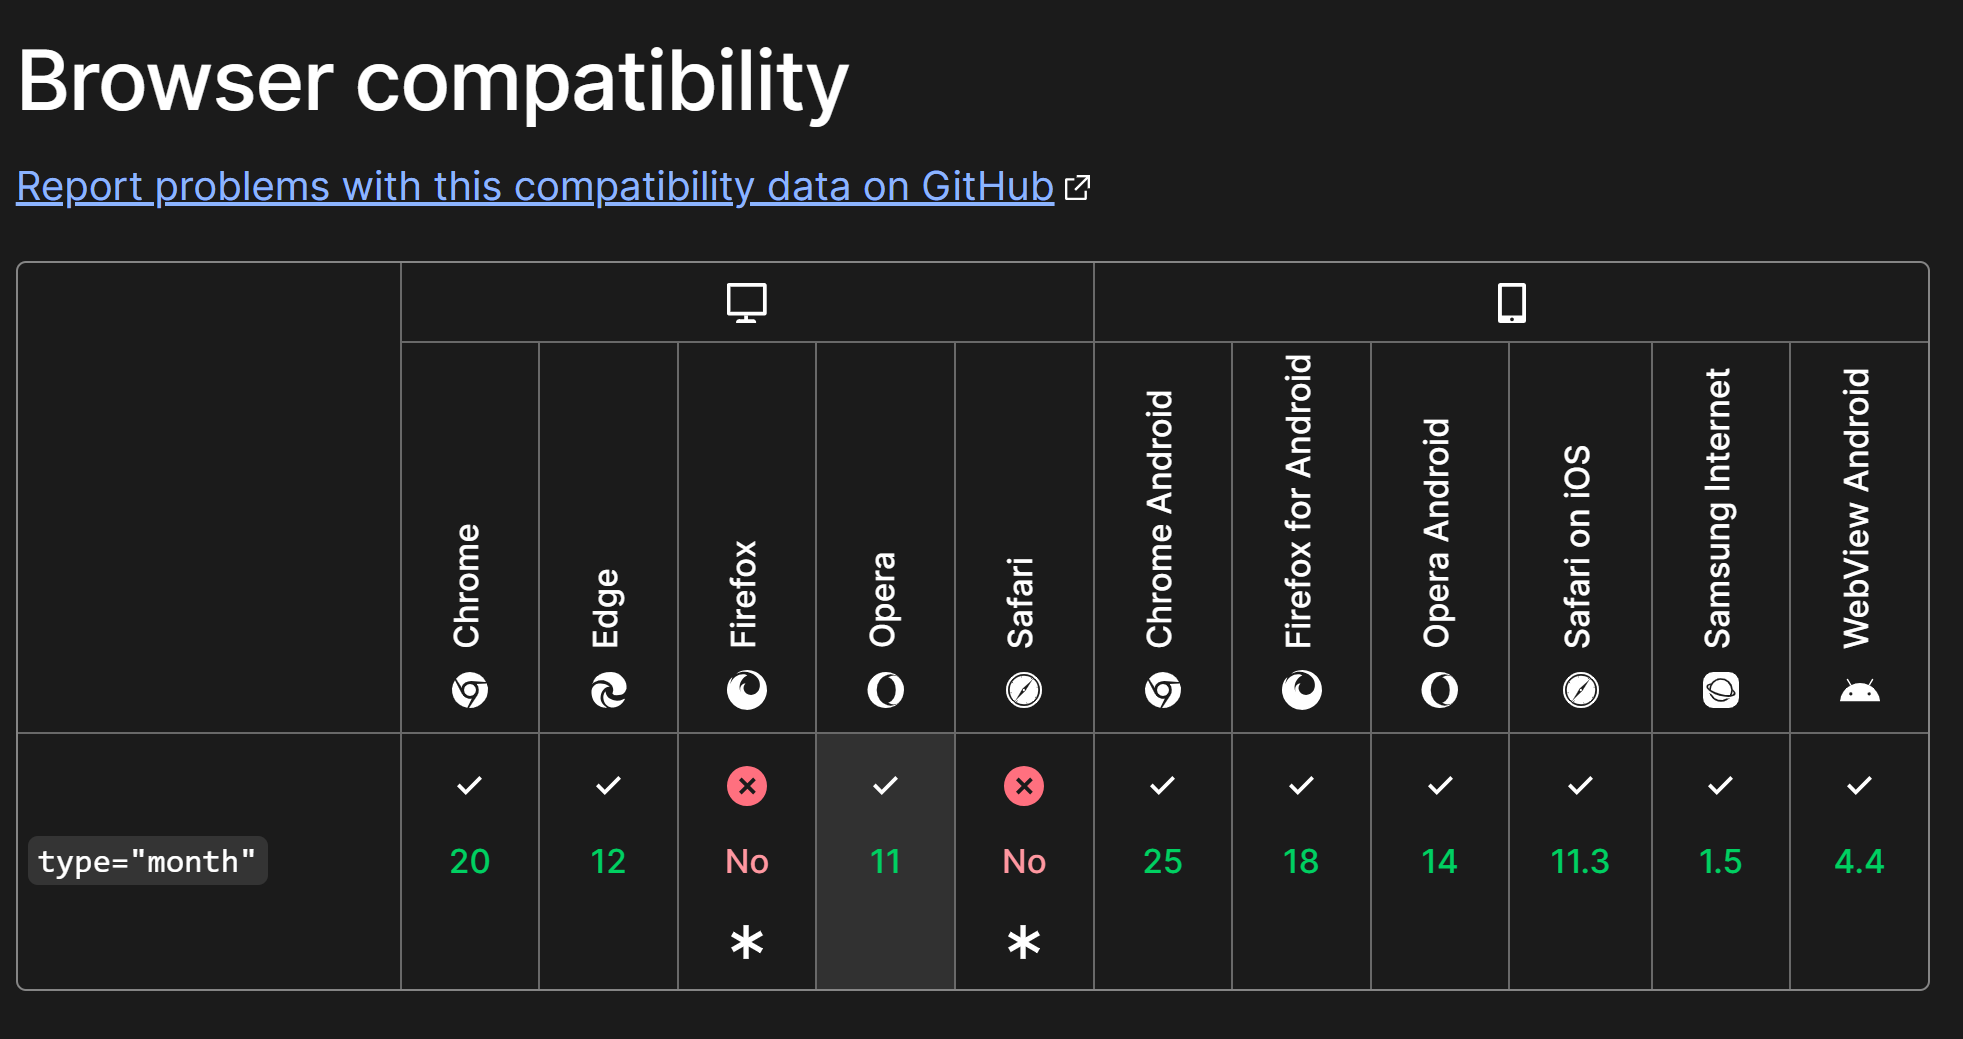 Browser compatibility
Report problems with this compatibility data on GitHub
Chrome
Edge
Firefox
Opera
Safari
Chrome Android
Firefox for Android
Opera Android
Safari on iOS
Samsung Internet
WebView Android
type="month"
20
12
No
11
No
25
18
14
11.3
1.5
4.4
*
*